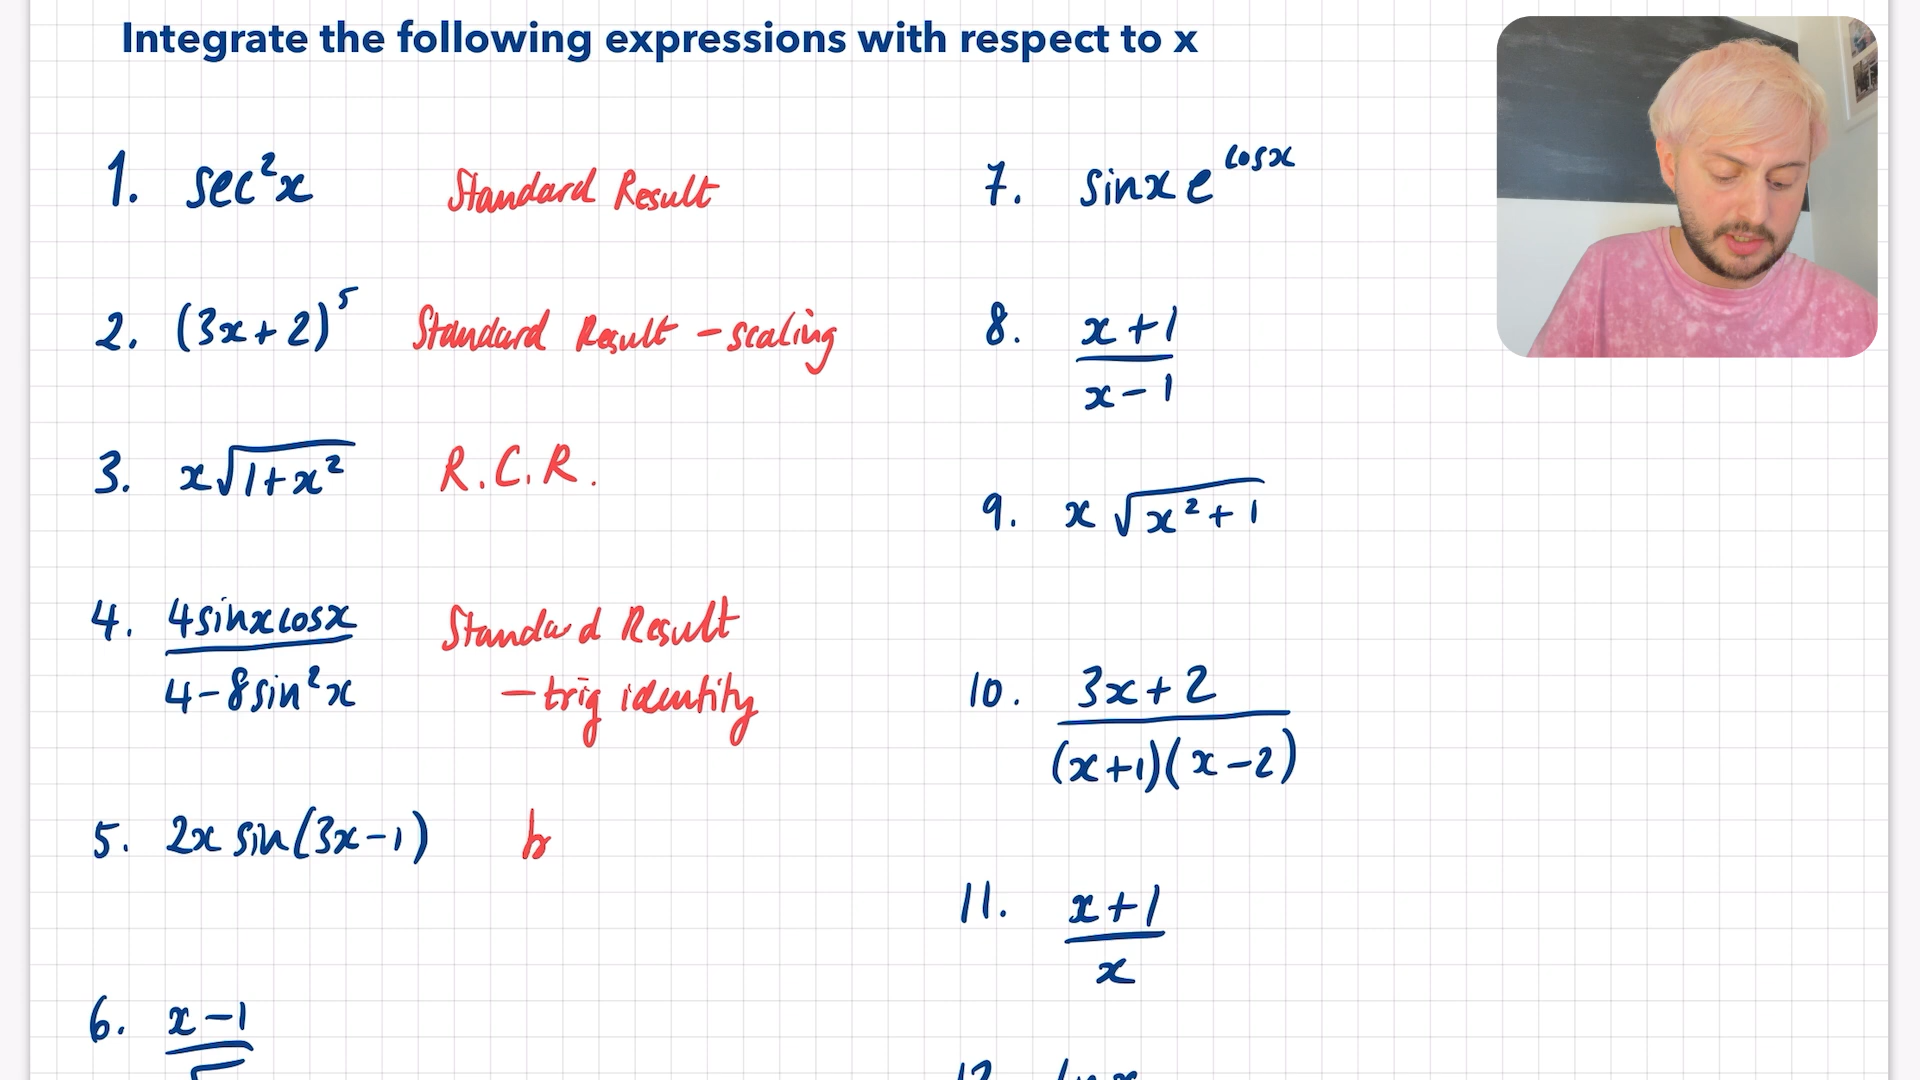 Integrate the following expressions with respect to x
1. sec²x Standard Result
2. (3x+2)⁵ Standard Result - scaling
3. x√(1+x²) R.C.R.
4. 4sinxcosx / 4-8sin²x Standard Result
- trig identity
5. 2x sin(3x-1) b
6. x-1
7. sinx e^cosx
8. x+1 / x-1
9. x√(x²+1)
10. 3x+2 / (x+1)(x-2)
11. x+1 / x